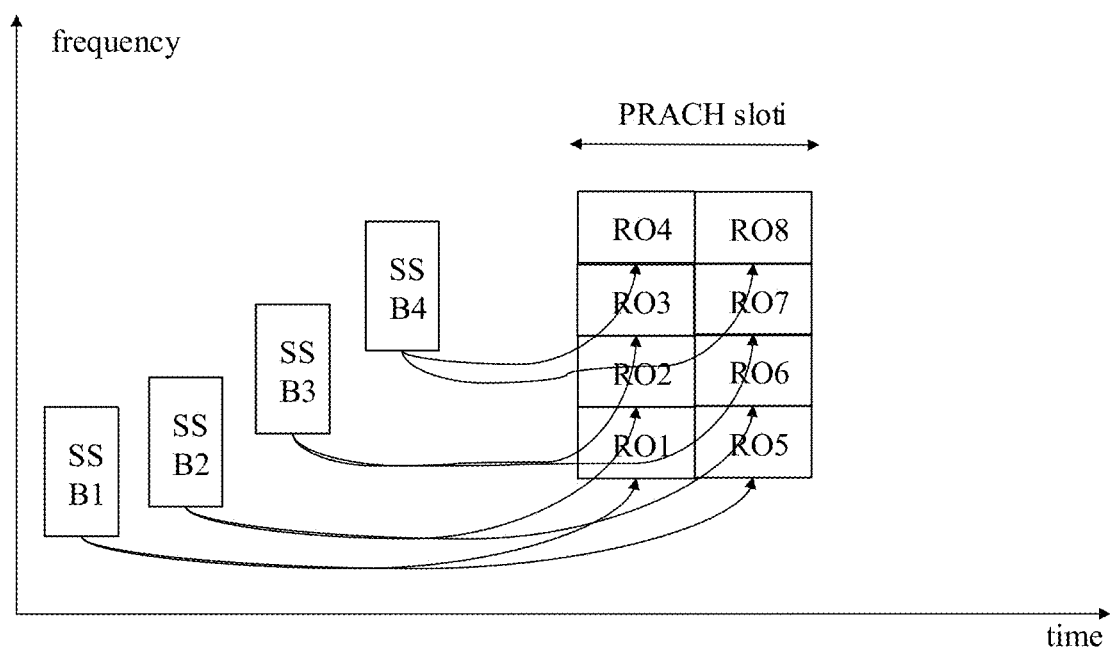 frequency
PRACH sloti
RO4 RO8
RO3 RO7
RO2 RO6
RO1 RO5
SS
B4
SS
B3
SS
B2
SS
B1
time